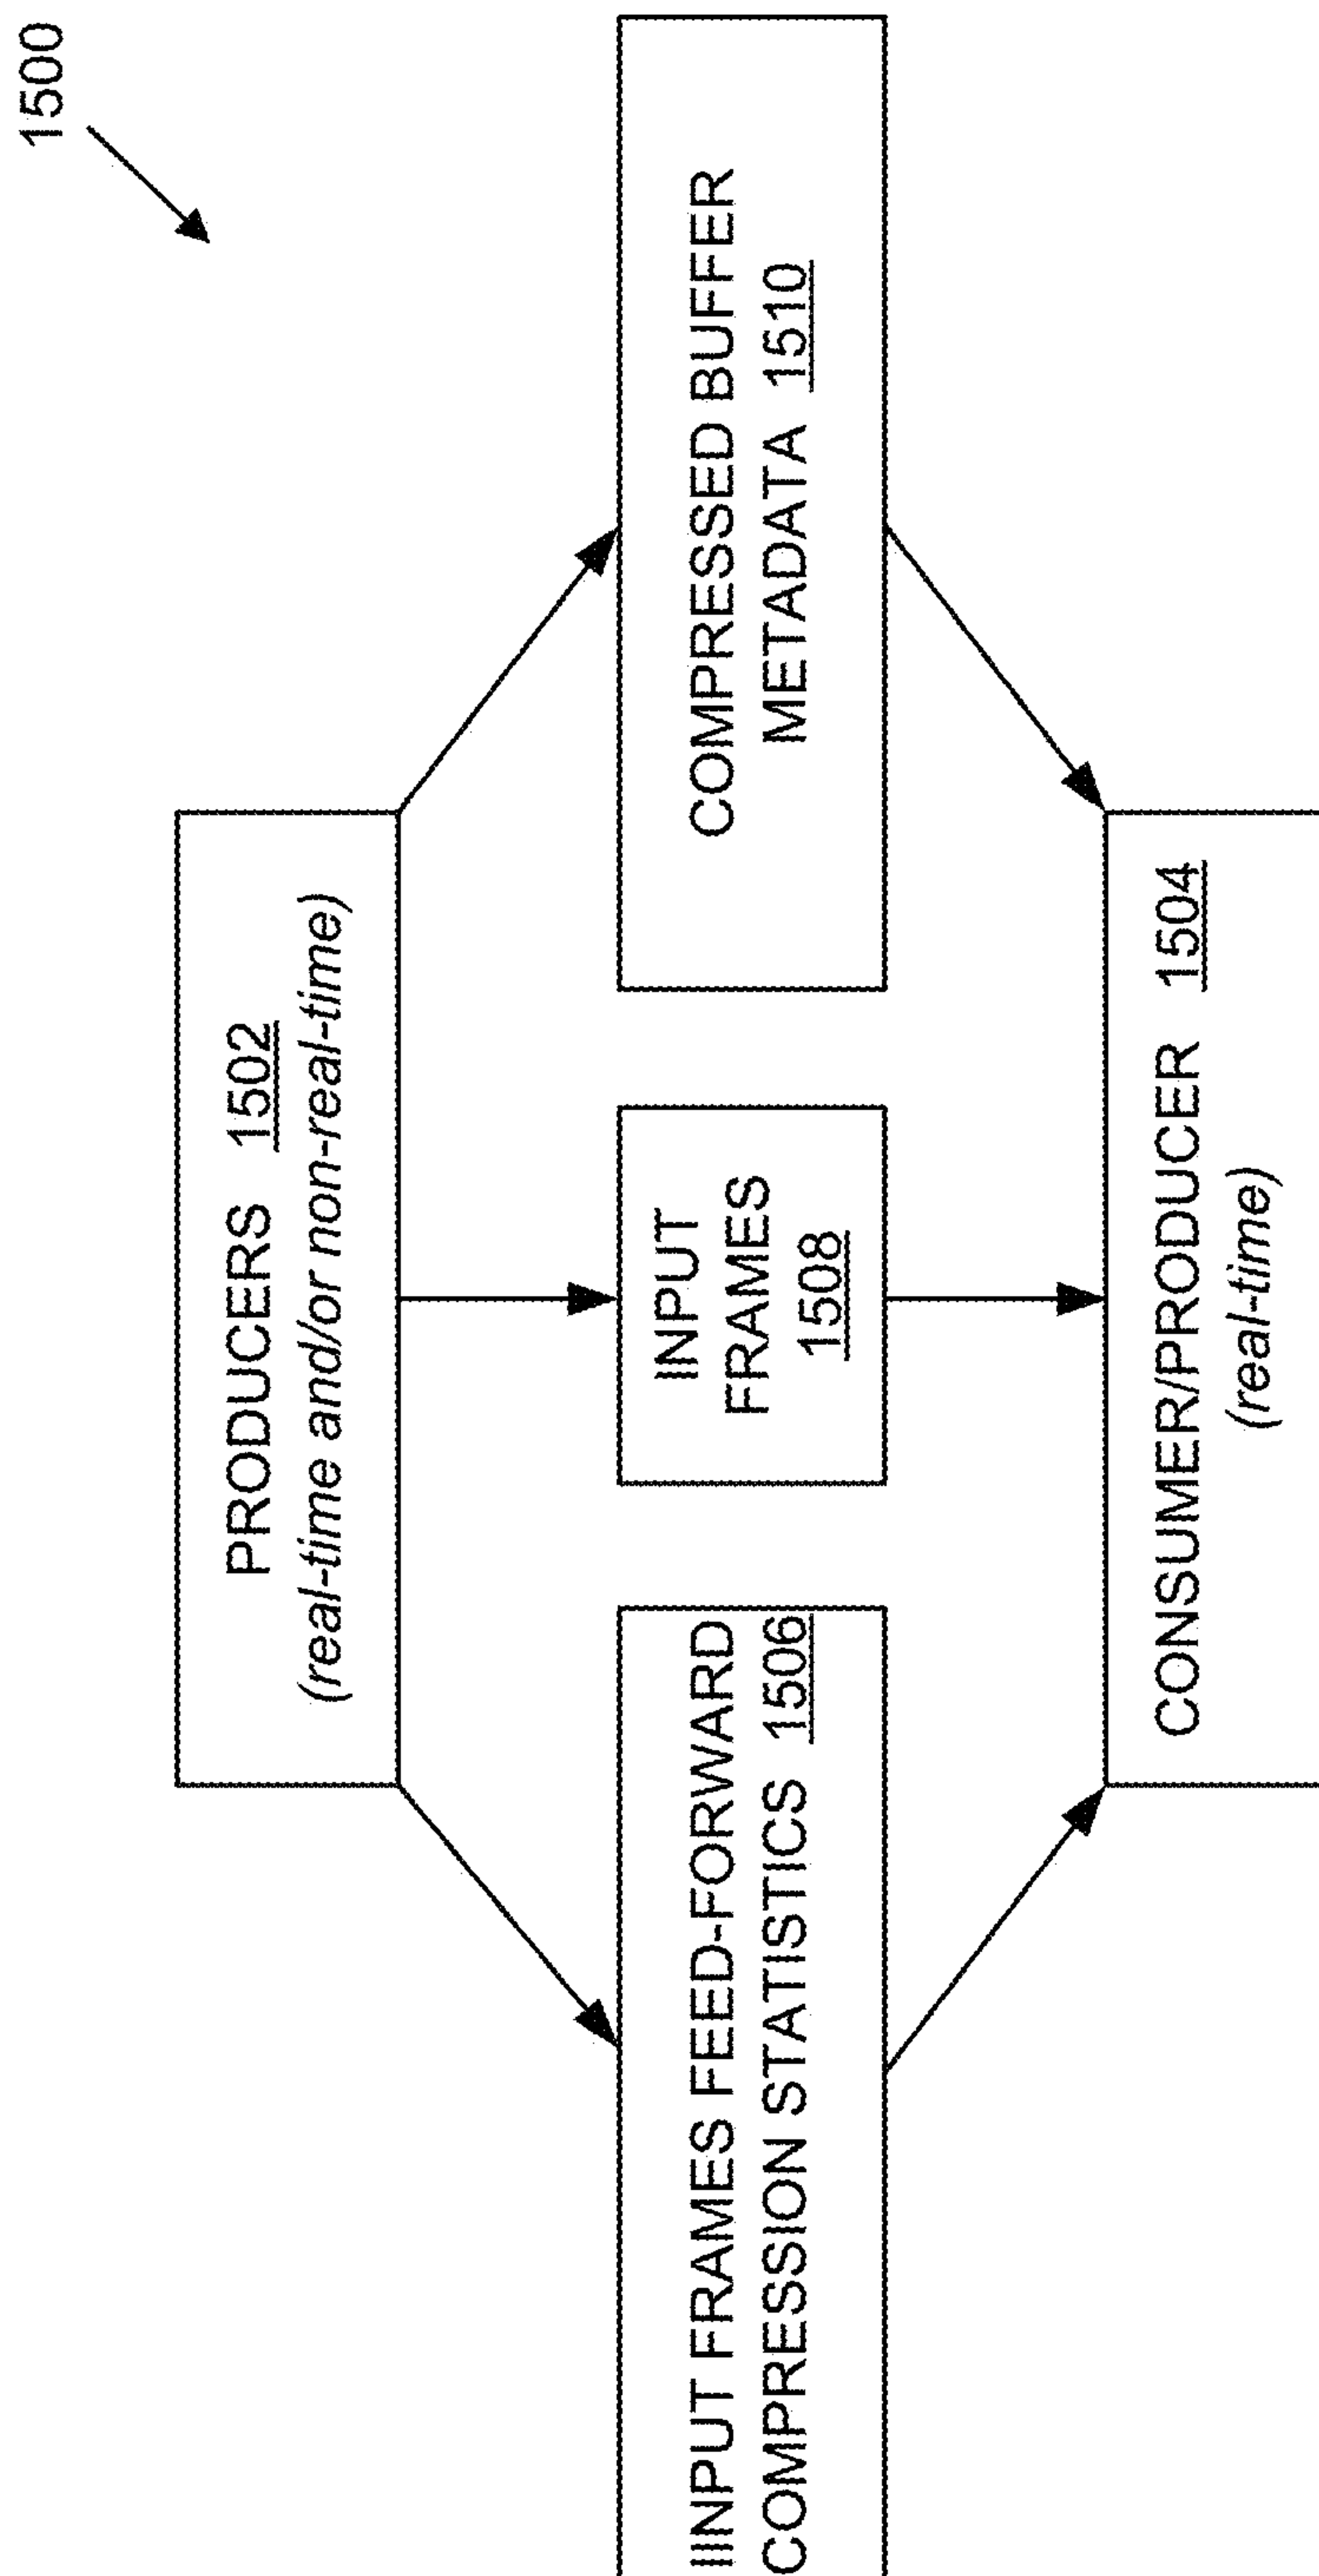 1500
PRODUCERS 1502
(real-time and/or non-real-time)
IINPUT FRAMES FEED-FORWARD
COMPRESSION STATISTICS 1506
INPUT
FRAMES
1508
COMPRESSED BUFFER
METADATA 1510
CONSUMER/PRODUCER 1504
(real-time)